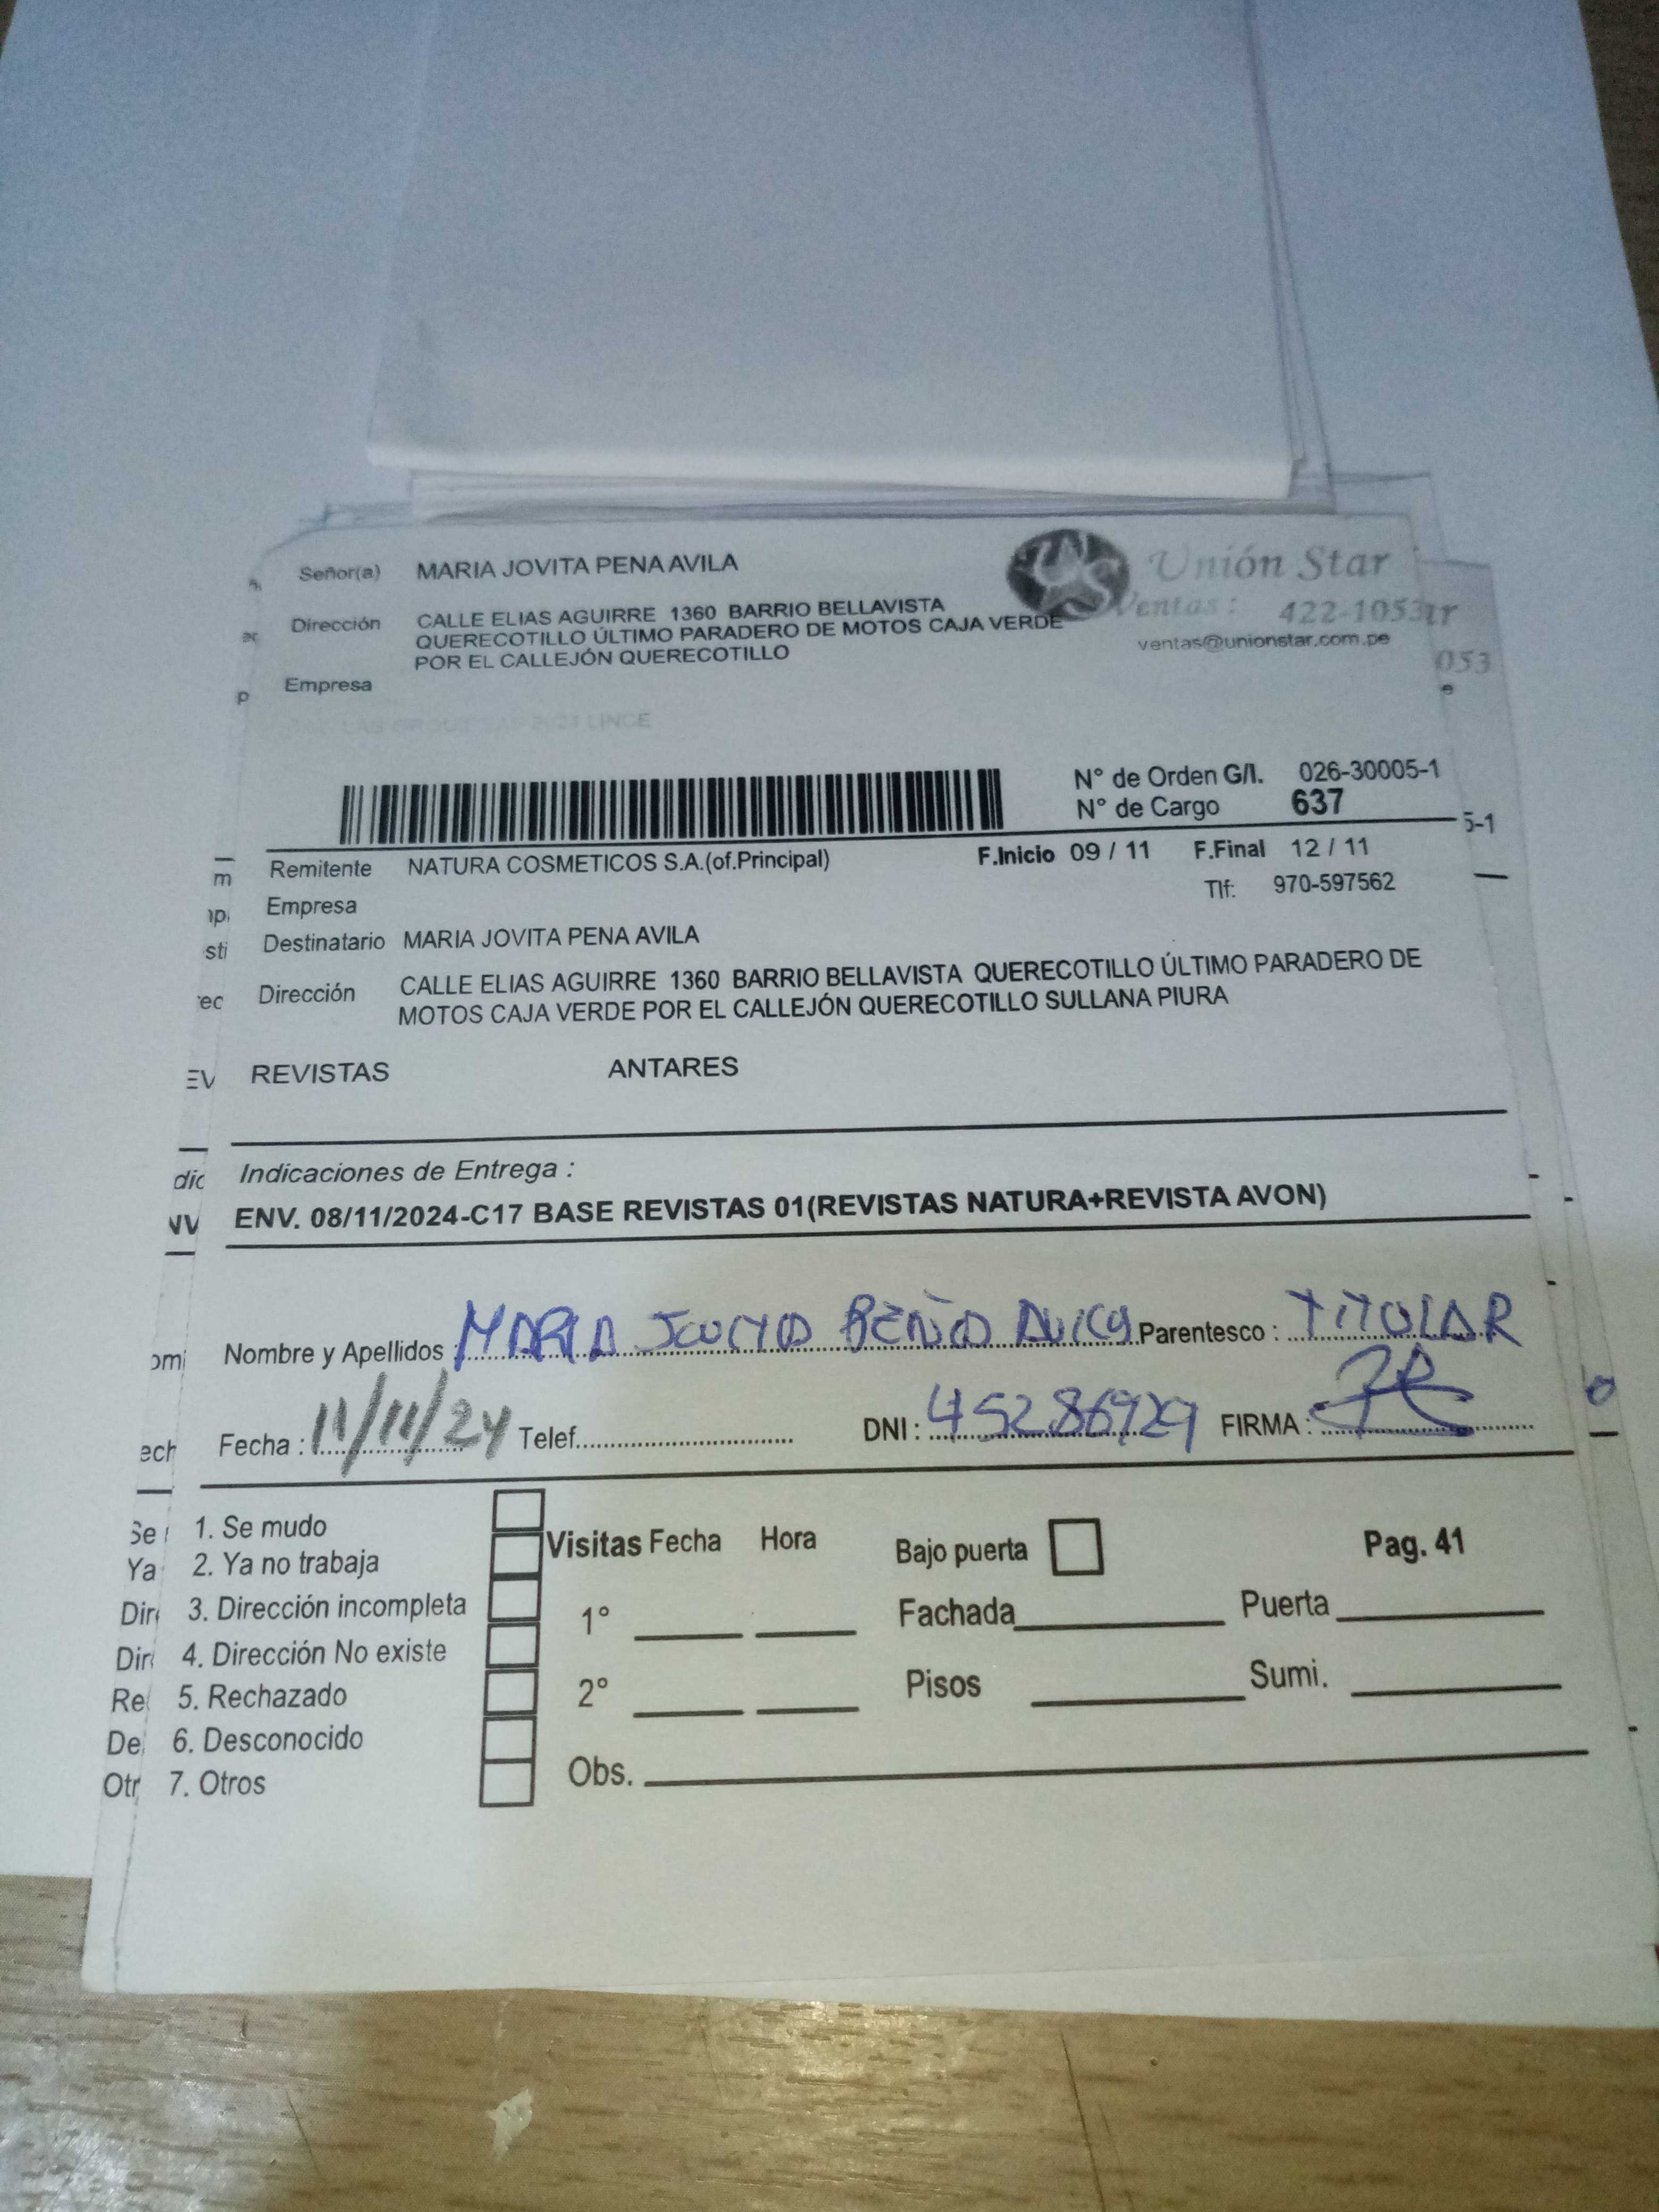 Señor(a) MARIA JOVITA PENA AVILA
Unión Star
Dirección CALLE ELIAS AGUIRRE 1360 BARRIO BELLAVISTA
QUERECOTILLO ÚLTIMO PARADERO DE MOTOS CAJA VERDE
POR EL CALLEJÓN QUERECOTILLO
Ventas: 422-1053
ventas@unionstar.com.pe
053
Empresa
LINCE
N° de Orden G/I. 026-30005-1
N° de Cargo 637
5-1
Remitente NATURA COSMETICOS S.A.(of.Principal) F.Inicio 09 / 11 F.Final 12 / 11
Empresa Tlf: 970-597562
Destinatario MARIA JOVITA PENA AVILA
Dirección CALLE ELIAS AGUIRRE 1360 BARRIO BELLAVISTA QUERECOTILLO ÚLTIMO PARADERO DE
MOTOS CAJA VERDE POR EL CALLEJÓN QUERECOTILLO SULLANA PIURA
REVISTAS ANTARES
Indicaciones de Entrega :
ENV. 08/11/2024-C17 BASE REVISTAS 01(REVISTAS NATURA+REVISTA AVON)
Nombre y Apellidos : MARIA Jovita PEÑA Avila Parentesco : TITOLAR
Fecha : 11/11/24 Telef. DNI : 45286929 FIRMA :
1. Se mudo
2. Ya no trabaja
3. Dirección incompleta
4. Dirección No existe
5. Rechazado
6. Desconocido
7. Otros
Visitas Fecha Hora Bajo puerta Pag. 41
1° Fachada Puerta
2° Pisos Sumi.
Obs.